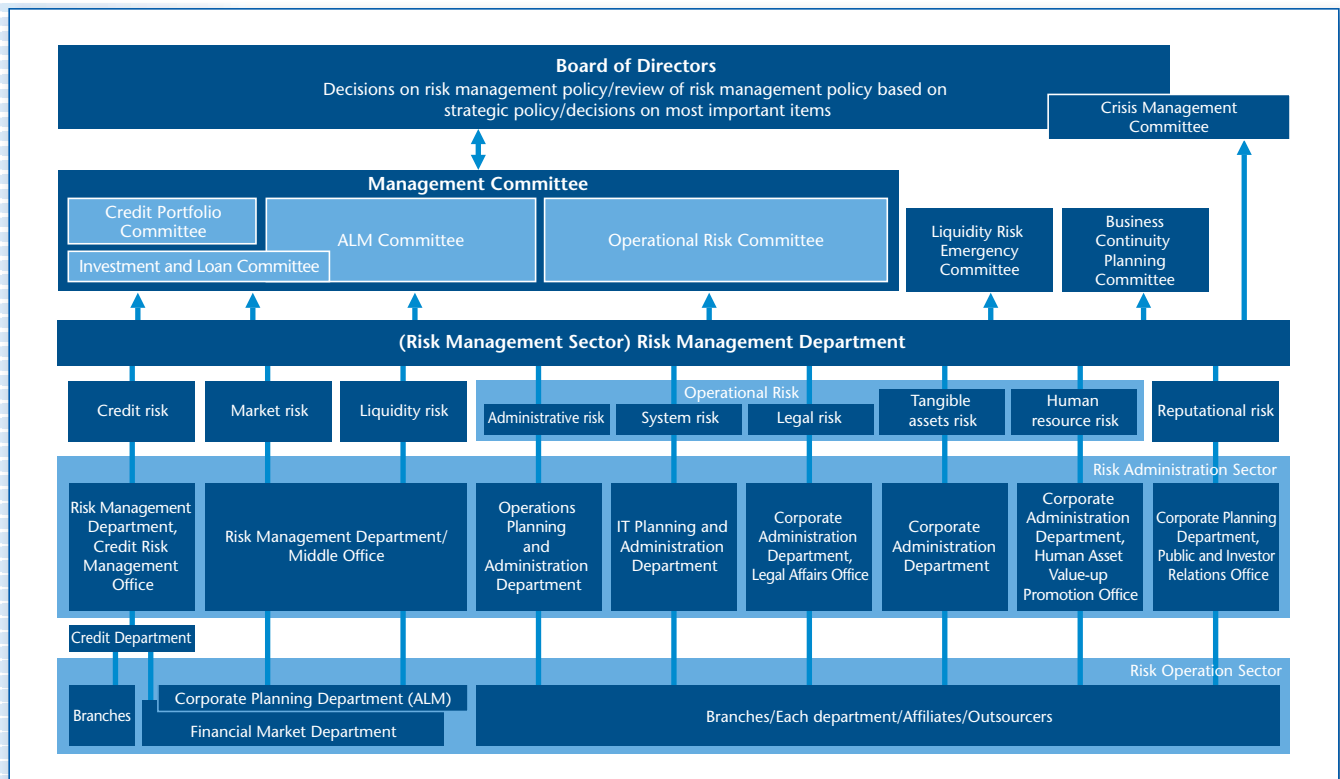 Board of Directors
Decisions on risk management policy/review of risk management policy based on
strategic policy/decisions on most important items
Crisis Management
Committee
Management Committee
Credit Portfolio
Committee
ALM Committee
Operational Risk Committee
Investment and Loan Committee
Liquidity Risk
Emergency
Committee
Business
Continuity
Planning
Committee
(Risk Management Sector) Risk Management Department
Credit risk
Market risk
Liquidity risk
Operational Risk
Administrative risk
System risk
Legal risk
Tangible
assets risk
Human
resource risk
Reputational risk
Risk Administration Sector
Risk Management
Department,
Credit Risk
Management
Office
Risk Management Department/
Middle Office
Operations
Planning
and
Administration
Department
IT Planning and
Administration
Department
Corporate
Administration
Department,
Legal Affairs Office
Corporate
Administration
Department
Corporate
Administration
Department,
Human Asset
Value-up
Promotion Office
Corporate Planning
Department,
Public and Investor
Relations Office
Credit Department
Risk Operation Sector
Branches
Corporate Planning Department (ALM)
Financial Market Department
Branches/Each department/Affiliates/Outsourcers